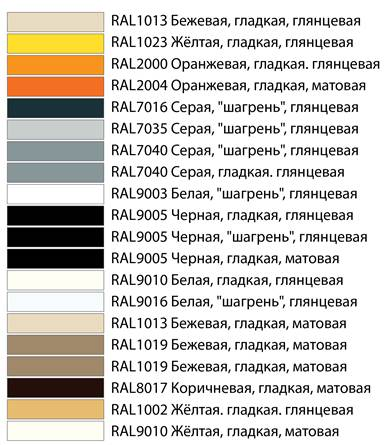 RAL1013 Бежевая, гладкая, глянцевая
RAL1023 Жёлтая, гладкая, глянцевая
RAL2000 Оранжевая, гладкая. глянцевая
RAL2004 Оранжевая, гладкая, матовая
RAL7016 Серая, "шагрень", глянцевая
RAL7035 Серая, "шагрень", глянцевая
RAL7040 Серая, "шагрень", глянцевая
RAL7040 Серая, гладкая. глянцевая
RAL9003 Белая, "шагрень", глянцевая
RAL9005 Черная, гладкая, глянцевая
RAL9005 Черная, "шагрень", глянцевая
RAL9005 Черная, гладкая, матовая
RAL9010 Белая, гладкая, глянцевая
RAL9016 Белая, "шагрень", глянцевая
RAL1013 Бежевая, гладкая, матовая
RAL1019 Бежевая, гладкая, матовая
RAL1019 Бежевая, гладкая, матовая
RAL8017 Коричневая, гладкая, матовая
RAL1002 Жёлтая. гладкая. глянцевая
RAL9010 Жёлтая, гладкая, матовая